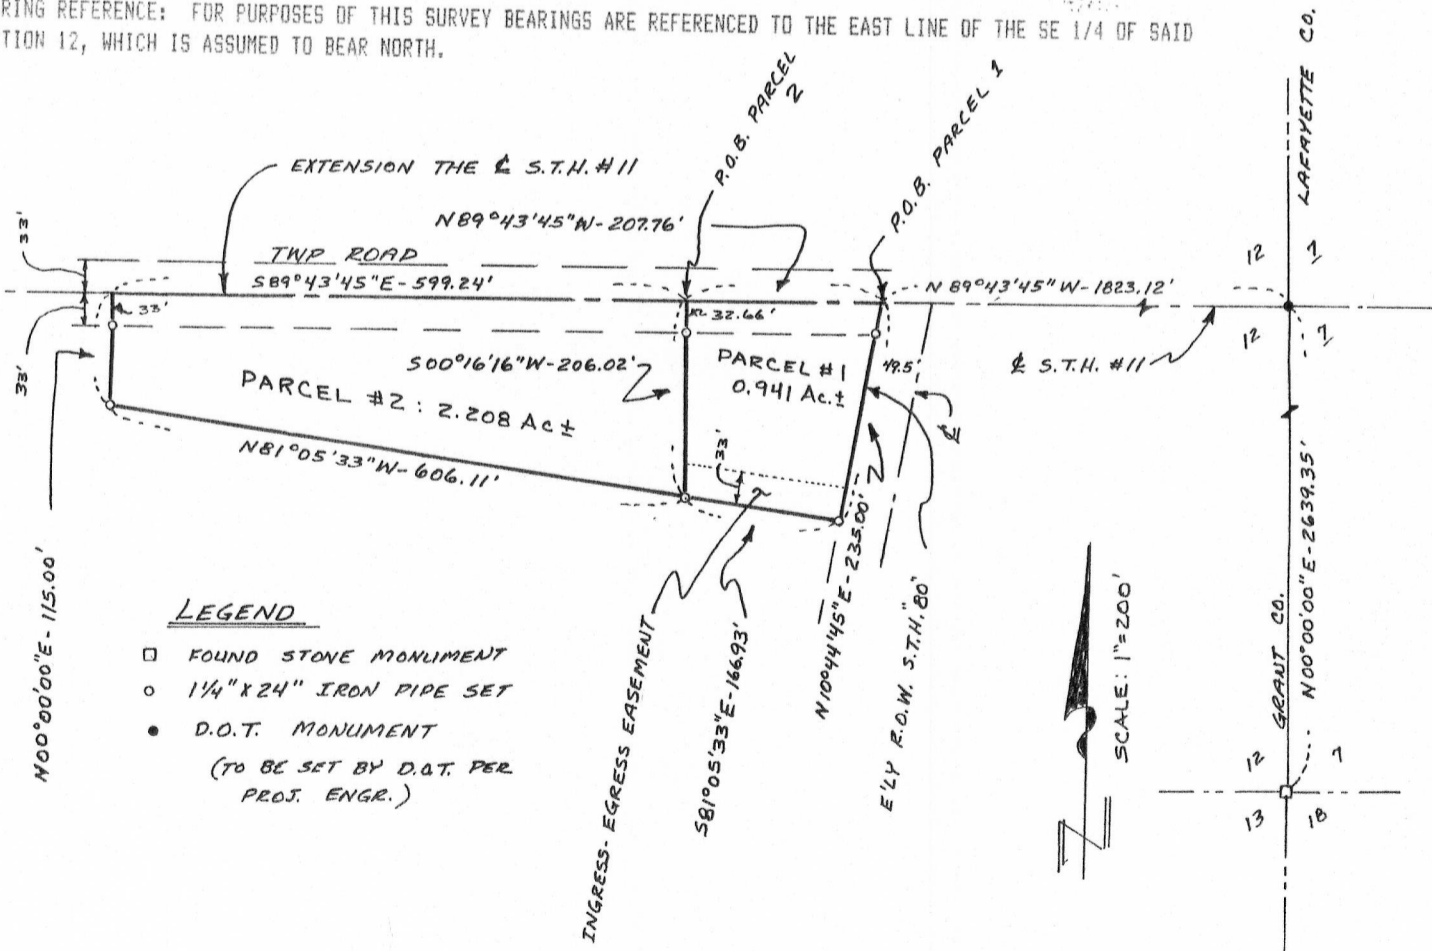 RING REFERENCE: FOR PURPOSES OF THIS SURVEY BEARINGS ARE REFERENCED TO THE EAST LINE OF THE SE 1/4 OF SAID
TION 12, WHICH IS ASSUMED TO BEAR NORTH.
LAFAYETTE CO.
P.O.B. PARCEL
2
P.O.B. PARCEL 1
EXTENSION THE ℄ S.T.H. #11
N89°43'45"W-207.76'
33'
TWP ROAD
S89°43'45"E-599.24'
N 89°43'45" W-1823.12'
12
7
33'
32.66'
12
7
33'
S00°16'16"W-206.02'
PARCEL #1
0.941 Ac.±
49.5'
℄ S.T.H. #11
PARCEL #2 : 2.208 Ac ±
℄
N81°05'33"W-606.11'
33'
N00°00'00"E-2639.35'
GRANT CO.
N00°00'00"E-115.00'
INGRESS-EGRESS EASEMENT
S81°05'33"E-166.93'
N10°44'45"E-235.00'
E'LY R.O.W. S.T.H. "80"
SCALE: 1"=200'
N
LEGEND
FOUND STONE MONUMENT
1¼" X 24" IRON PIPE SET
D.O.T. MONUMENT
(TO BE SET BY D.O.T. PER
PROJ. ENGR.)
12
7
13
18